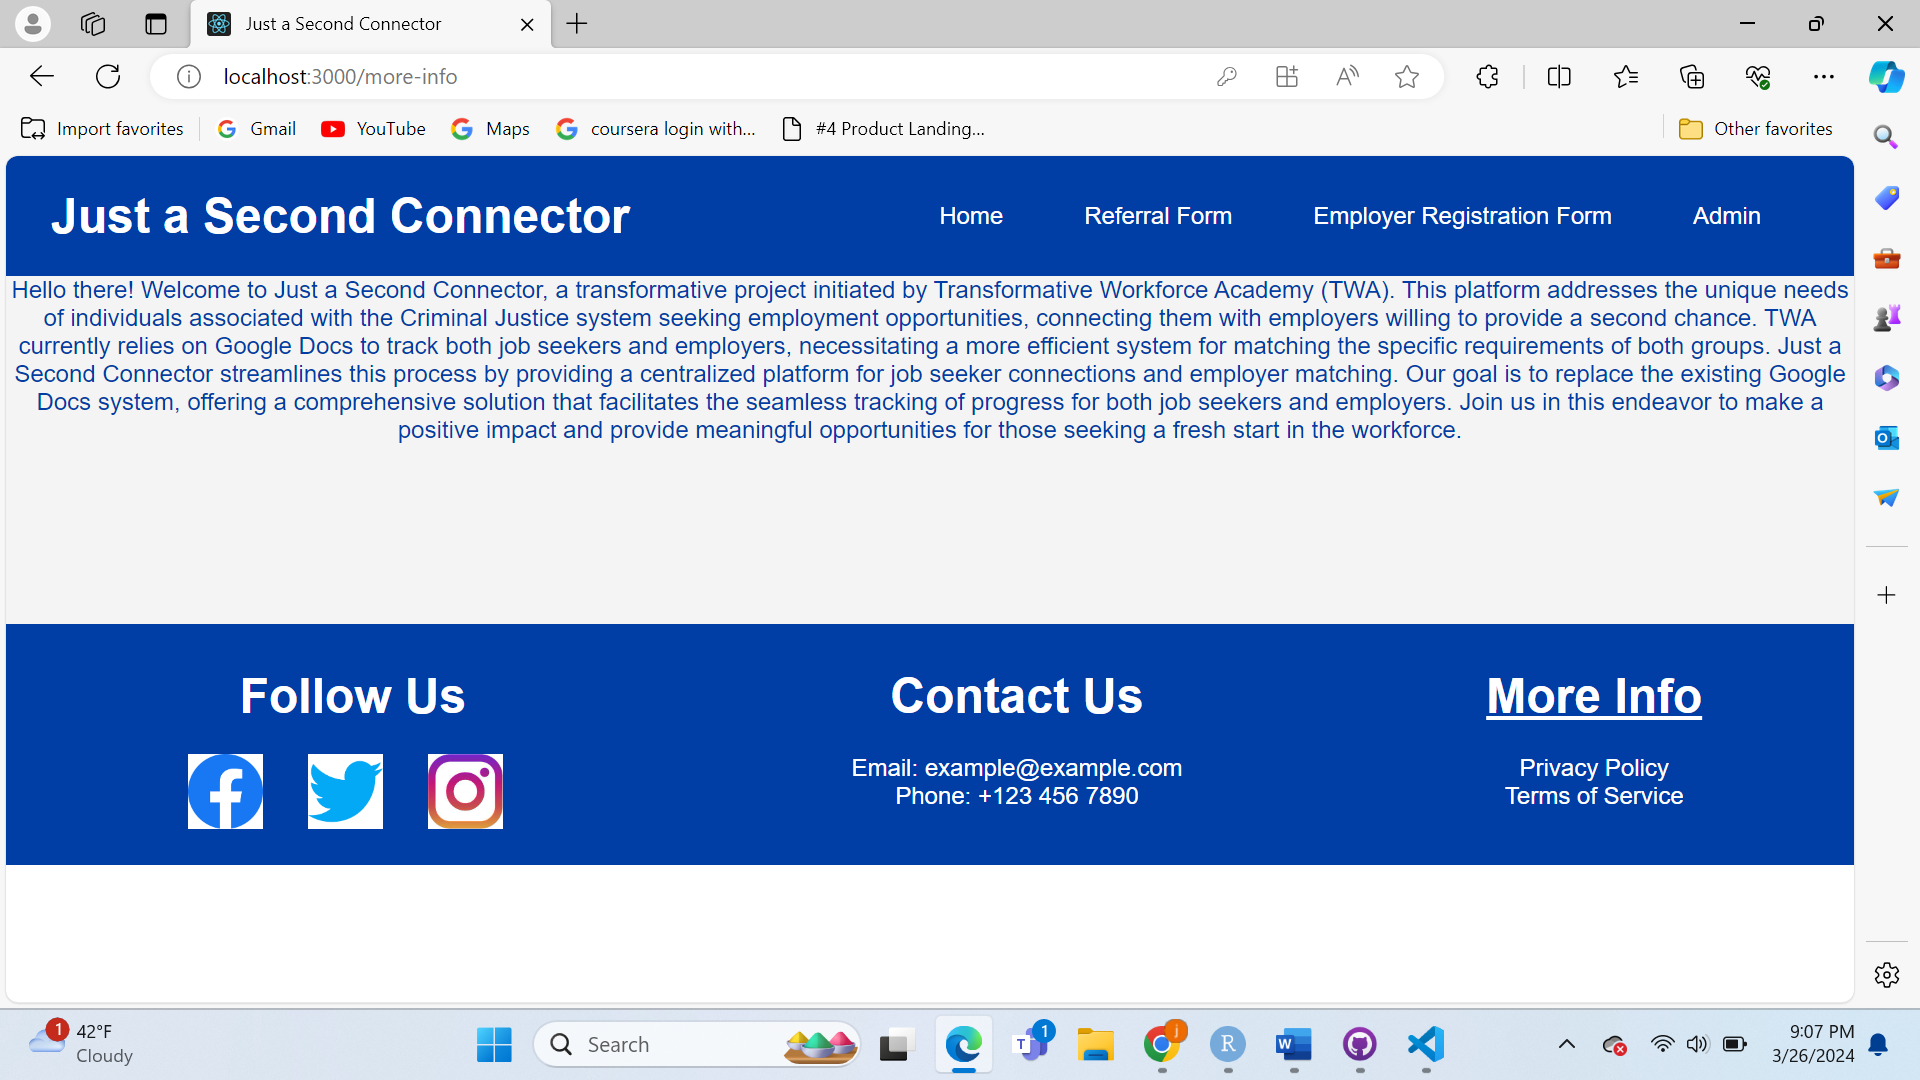 Just a Second Connector
localhost:3000/more-info
Import favorites Gmail YouTube Maps coursera login with... #4 Product Landing... Other favorites
Just a Second Connector Home Referral Form Employer Registration Form Admin
Hello there! Welcome to Just a Second Connector, a transformative project initiated by Transformative Workforce Academy (TWA). This platform addresses the unique needs
of individuals associated with the Criminal Justice system seeking employment opportunities, connecting them with employers willing to provide a second chance. TWA
currently relies on Google Docs to track both job seekers and employers, necessitating a more efficient system for matching the specific requirements of both groups. Just a
Second Connector streamlines this process by providing a centralized platform for job seeker connections and employer matching. Our goal is to replace the existing Google
Docs system, offering a comprehensive solution that facilitates the seamless tracking of progress for both job seekers and employers. Join us in this endeavor to make a
positive impact and provide meaningful opportunities for those seeking a fresh start in the workforce.
Follow Us Contact Us More Info
Email: example@example.com Privacy Policy
Phone: +123 456 7890 Terms of Service
1 42°F Search T 1 j R W 9:07 PM
Cloudy 3/26/2024